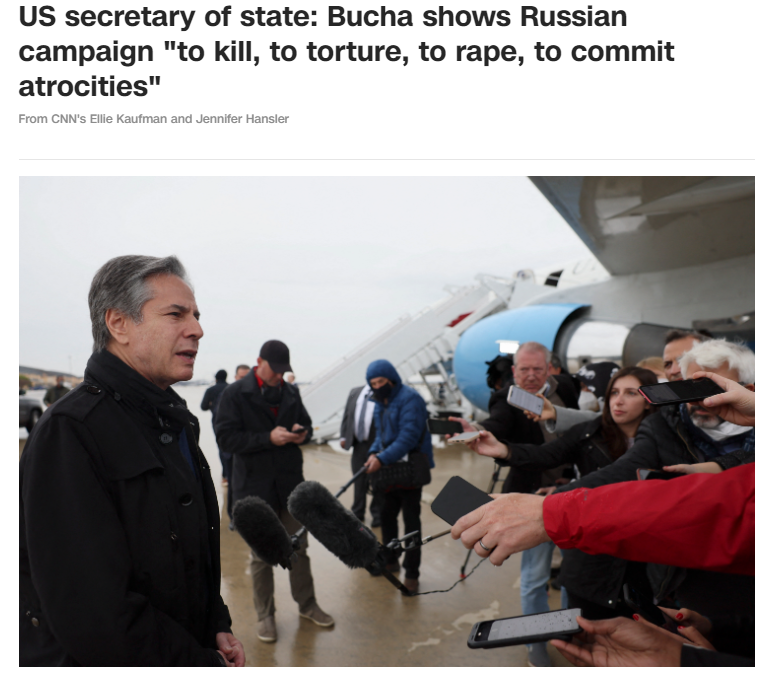 US secretary of state: Bucha shows Russian
campaign "to kill, to torture, to rape, to commit
atrocities"
From CNN's Ellie Kaufman and Jennifer Hansler